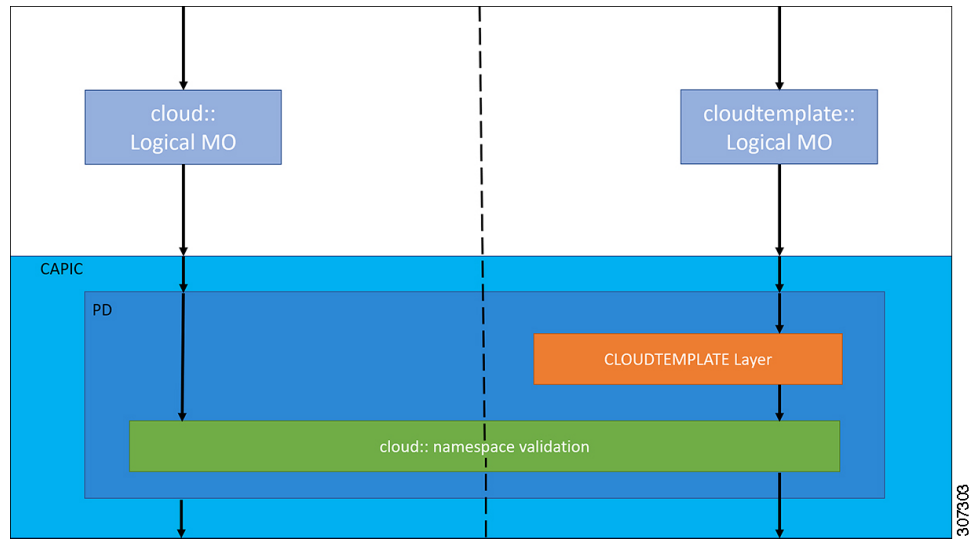 cloud::
Logical MO
cloudtemplate::
Logical MO
CAPIC
PD
CLOUDTEMPLATE Layer
cloud:: namespace validation
307303